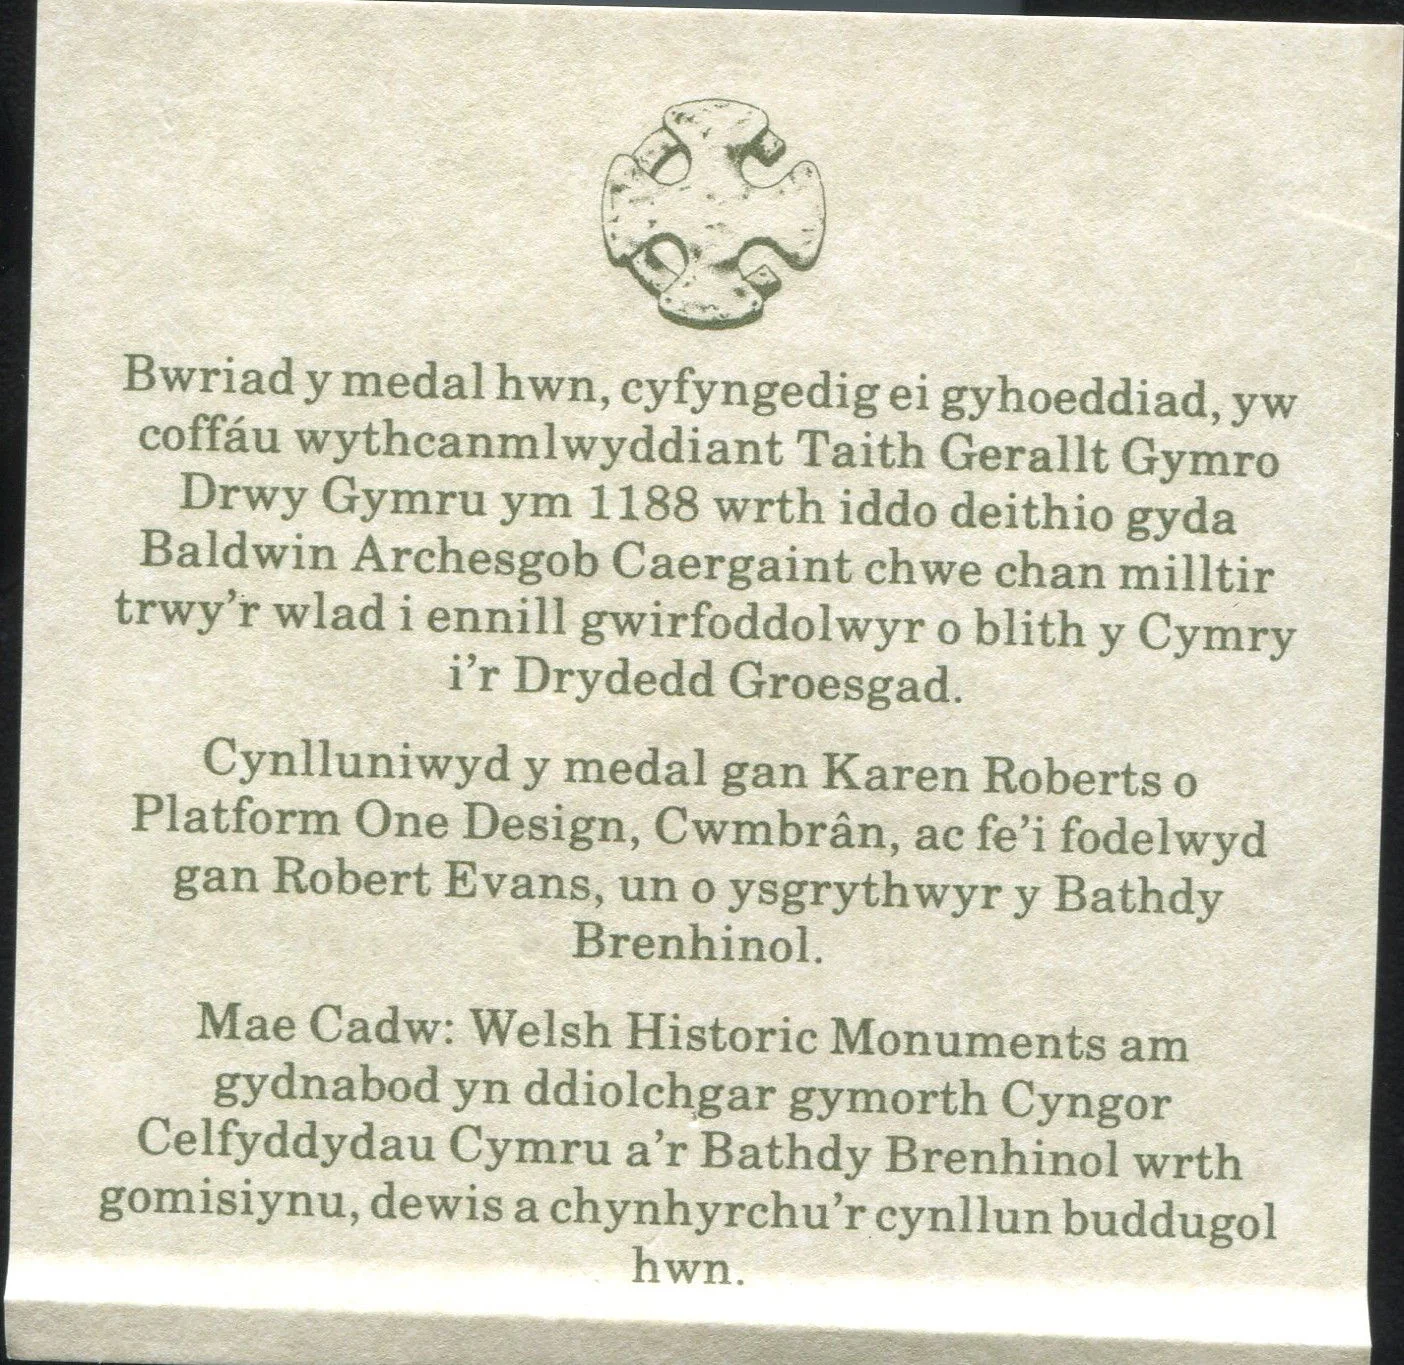 Bwriad y medal hwn, cyfyngedig ei gyhoeddiad, yw
coffáu wythcanmlwyddiant Taith Gerallt Gymro
Drwy Gymru ym 1188 wrth iddo deithio gyda
Baldwin Archesgob Caergaint chwe chan milltir
trwy’r wlad i ennill gwirfoddolwyr o blith y Cymry
i’r Drydedd Groesgad.
Cynlluniwyd y medal gan Karen Roberts o
Platform One Design, Cwmbrân, ac fe’i fodelwyd
gan Robert Evans, un o ysgrythwyr y Bathdy
Brenhinol.
Mae Cadw: Welsh Historic Monuments am
gydnabod yn ddiolchgar gymorth Cyngor
Celfyddydau Cymru a’r Bathdy Brenhinol wrth
gomisiynu, dewis a chynhyrchu’r cynllun buddugol
hwn.